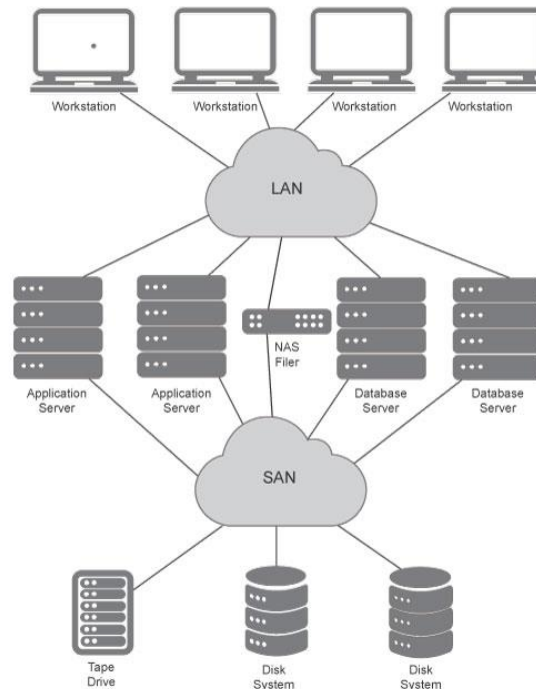 Workstation
Workstation
Workstation
Workstation
LAN
Application
Server
Application
Server
NAS
Filer
Database
Server
Database
Server
SAN
Tape
Drive
Disk
System
Disk
System